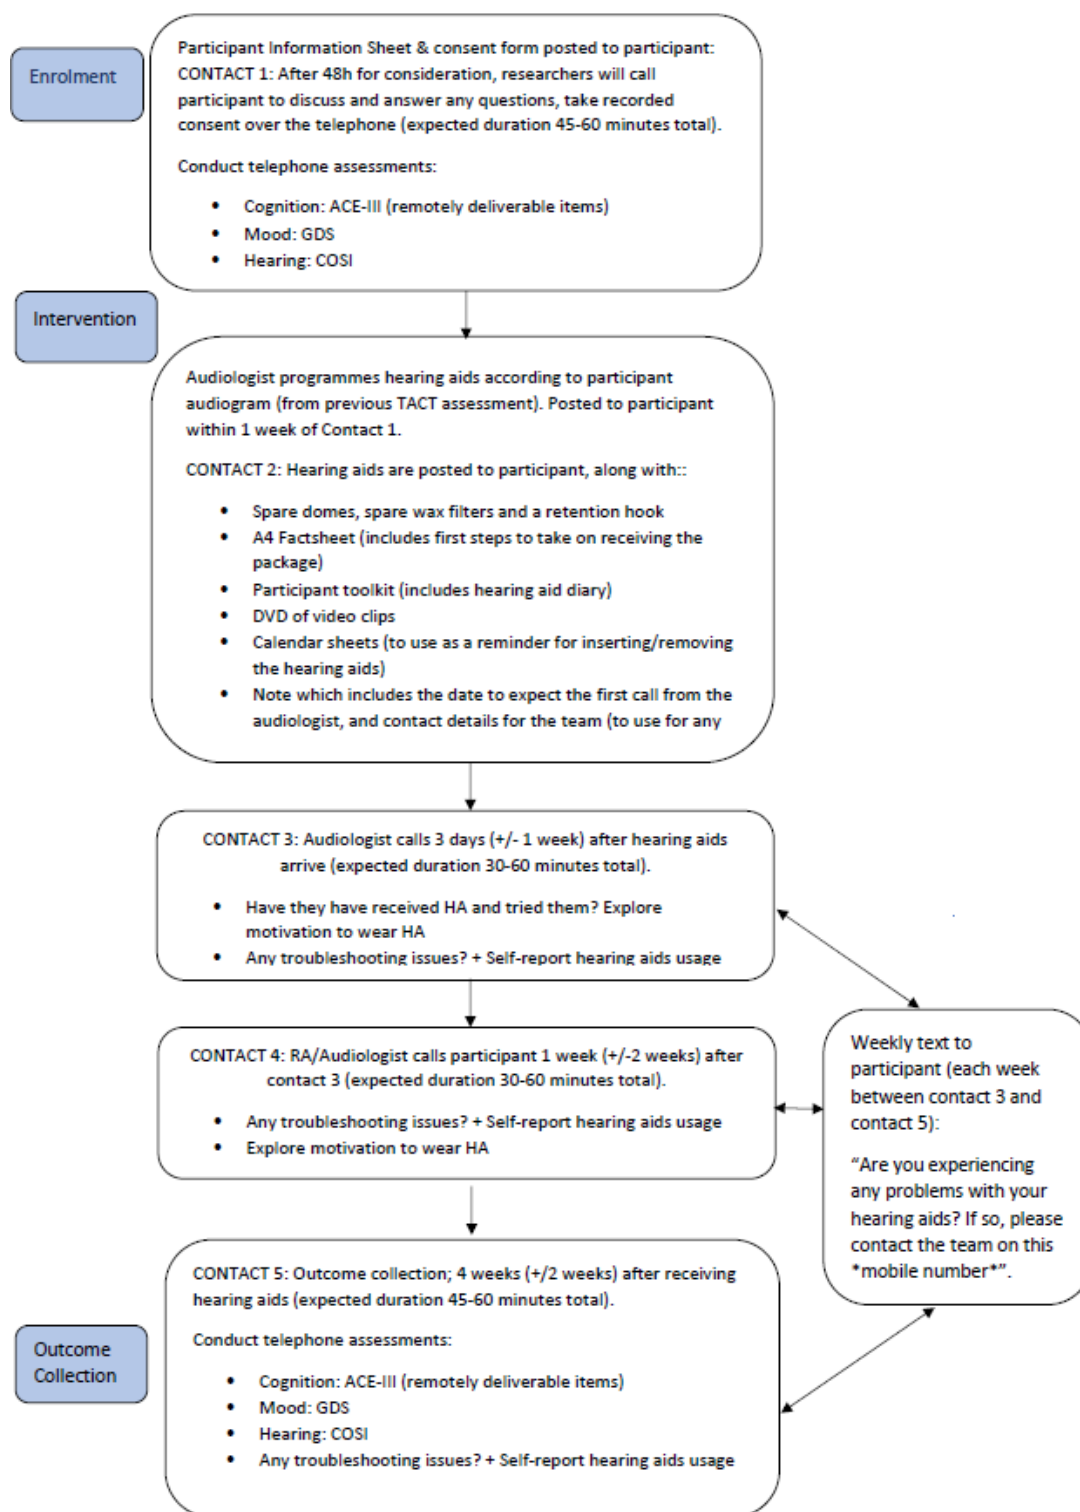 Enrolment
Participant Information Sheet & consent form posted to participant:
CONTACT 1: After 48h for consideration, researchers will call
participant to discuss and answer any questions, take recorded
consent over the telephone (expected duration 45-60 minutes total).
Conduct telephone assessments:
• Cognition: ACE-III (remotely deliverable items)
• Mood: GDS
• Hearing: COSI
Intervention
Audiologist programmes hearing aids according to participant
audiogram (from previous TACT assessment). Posted to participant
within 1 week of Contact 1.
CONTACT 2: Hearing aids are posted to participant, along with::
• Spare domes, spare wax filters and a retention hook
• A4 Factsheet (includes first steps to take on receiving the
package)
• Participant toolkit (includes hearing aid diary)
• DVD of video clips
• Calendar sheets (to use as a reminder for inserting/removing
the hearing aids)
• Note which includes the date to expect the first call from the
audiologist, and contact details for the team (to use for any
CONTACT 3: Audiologist calls 3 days (+/- 1 week) after hearing aids
arrive (expected duration 30-60 minutes total).
• Have they have received HA and tried them? Explore
motivation to wear HA
• Any troubleshooting issues? + Self-report hearing aids usage
CONTACT 4: RA/Audiologist calls participant 1 week (+/-2 weeks) after
contact 3 (expected duration 30-60 minutes total).
• Any troubleshooting issues? + Self-report hearing aids usage
• Explore motivation to wear HA
Weekly text to
participant (each week
between contact 3 and
contact 5):
“Are you experiencing
any problems with your
hearing aids? If so, please
contact the team on this
*mobile number*”.
Outcome
Collection
CONTACT 5: Outcome collection; 4 weeks (+/2 weeks) after receiving
hearing aids (expected duration 45-60 minutes total).
Conduct telephone assessments:
• Cognition: ACE-III (remotely deliverable items)
• Mood: GDS
• Hearing: COSI
• Any troubleshooting issues? + Self-report hearing aids usage